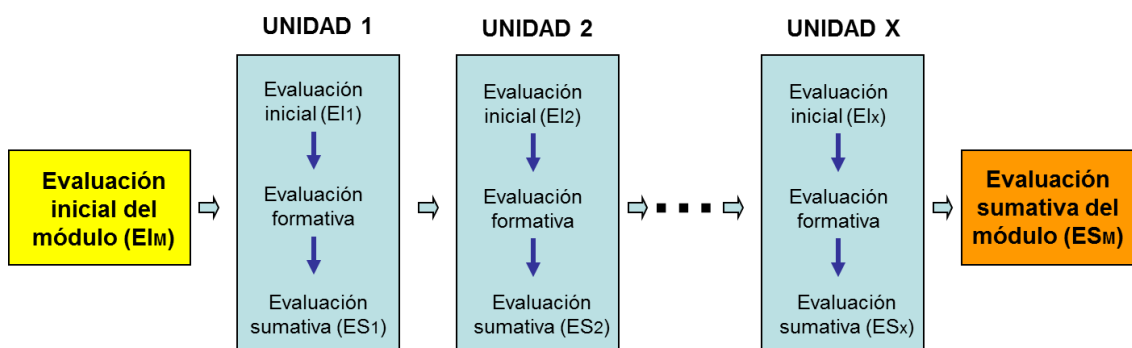 UNIDAD 1
UNIDAD 2
UNIDAD X
Evaluación
inicial del
módulo (EIM)
Evaluación
inicial (EI1)
Evaluación
formativa
Evaluación
sumativa (ES1)
Evaluación
inicial (EI2)
Evaluación
formativa
Evaluación
sumativa (ES2)
Evaluación
inicial (EIx)
Evaluación
formativa
Evaluación
sumativa (ESx)
Evaluación
sumativa del
módulo (ESM)